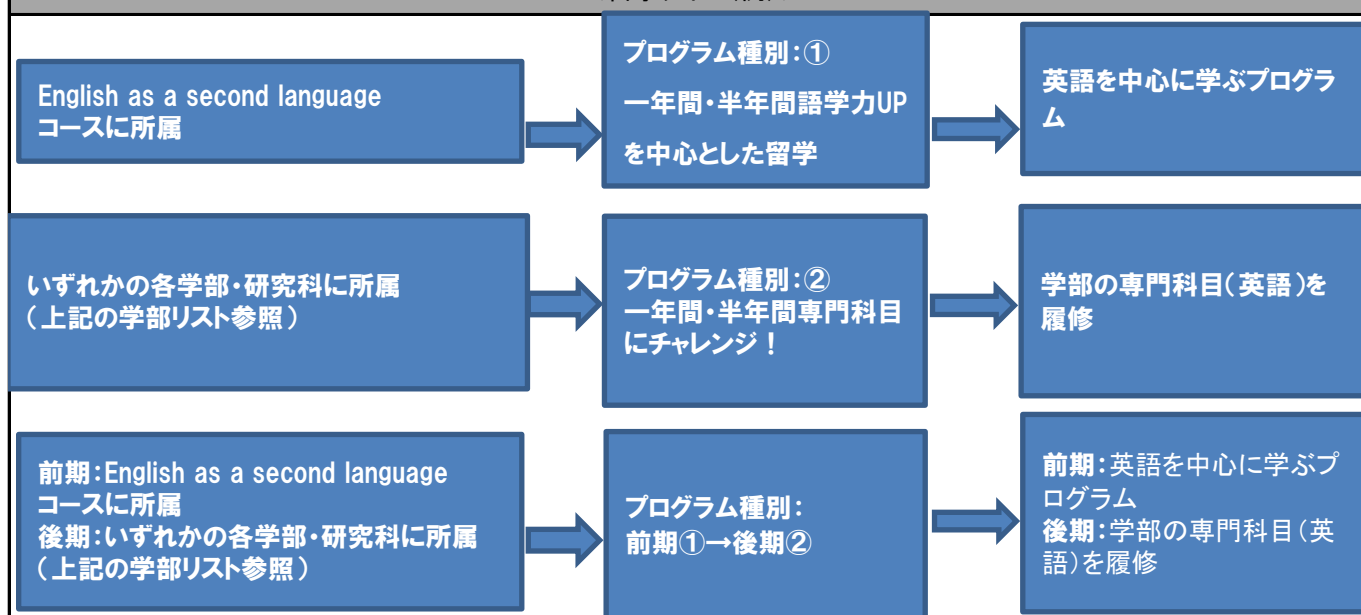 English as a second language
コースに所属
プログラム種別:①
一年間・半年間語学力UP
を中心とした留学
英語を中心に学ぶプログラ
ム
いずれかの各学部・研究科に所属
(上記の学部リスト参照)
プログラム種別:②
一年間・半年間専門科目
にチャレンジ!
学部の専門科目(英語)を
履修
前期:English as a second language
コースに所属
後期:いずれかの各学部・研究科に所属
(上記の学部リスト参照)
プログラム種別:
前期①→後期②
前期:英語を中心に学ぶプ
ログラム
後期:学部の専門科目(英
語)を履修